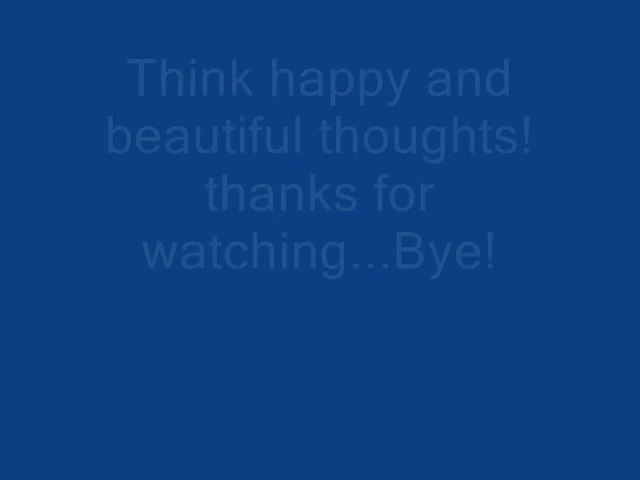 Think happy and
beautiful thoughts!
thanks for
watching...Bye!